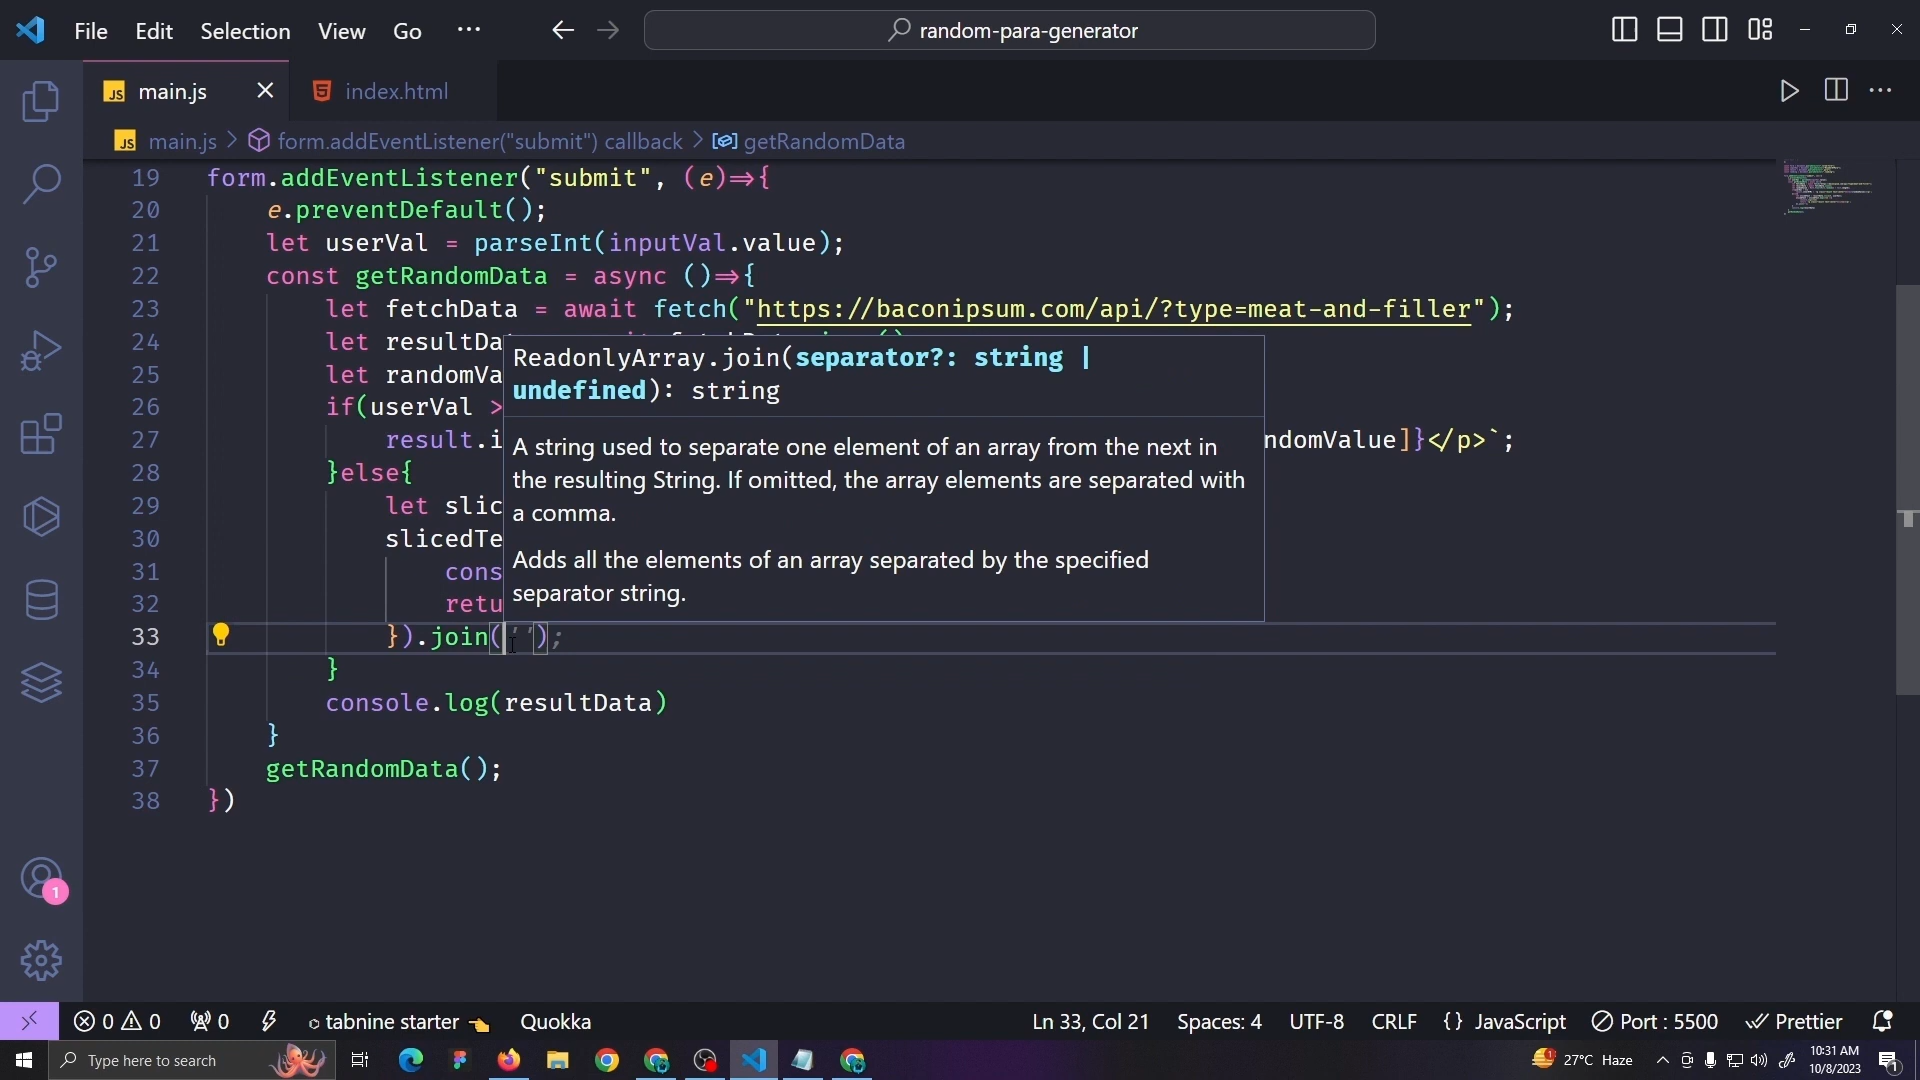 File Edit Selection View Go ··· random-para-generator
JS main.js index.html
JS main.js > form.addEventListener("submit") callback > getRandomData
19 form.addEventListener("submit", (e)=>{
20 e.preventDefault();
21 let userVal = parseInt(inputVal.value);
22 const getRandomData = async ()=>{
23 let fetchData = await fetch("https://baconipsum.com/api/?type=meat-and-filler");
24 let resultDa
25 let randomVa
26 if(userVal >
27 result.i ndomValue]}</p>`;
28 }else{
29 let slic
30 slicedTe
31 cons
32 retu
33 }).join('');
34 }
35 console.log(resultData)
36 }
37 getRandomData();
38 })
ReadonlyArray.join(separator?: string |
undefined): string
A string used to separate one element of an array from the next in
the resulting String. If omitted, the array elements are separated with
a comma.
Adds all the elements of an array separated by the specified
separator string.
1
0 0 0 tabnine starter Quokka Ln 33, Col 21 Spaces: 4 UTF-8 CRLF {} JavaScript Port : 5500 Prettier
Type here to search 1 27°C Haze 10:31 AM
10/8/2023 1